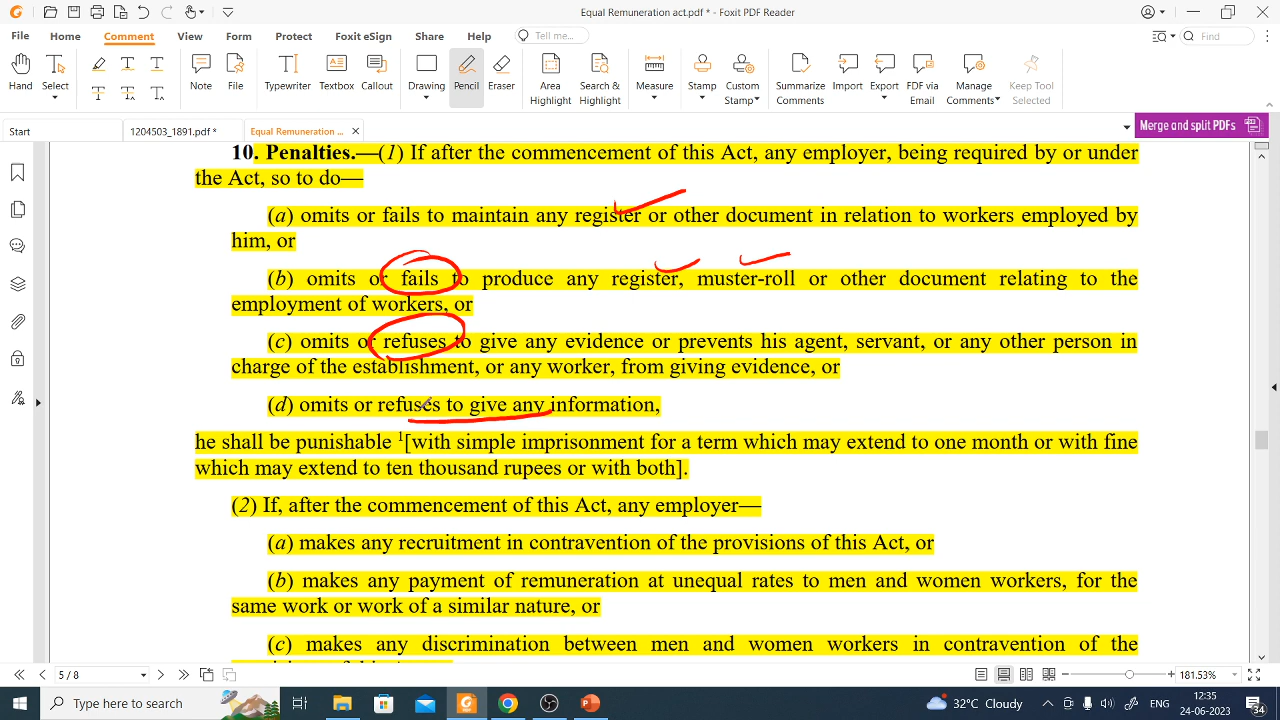 Equal Remuneration act.pdf * - Foxit PDF Reader
File Home Comment View Form Protect Foxit eSign Share Help Tell me... Find
Hand Select Note File Typewriter Textbox Callout Drawing Pencil Eraser Area Highlight Search & Highlight Measure Stamp Custom Stamp Summarize Comments Import Export FDF via Email Manage Comments Keep Tool Selected
Start 1204503_1891.pdf * Equal Remuneration ... Merge and split PDFs
10. Penalties.—(1) If after the commencement of this Act, any employer, being required by or under
the Act, so to do—
(a) omits or fails to maintain any register or other document in relation to workers employed by
him, or
(b) omits or fails to produce any register, muster-roll or other document relating to the
employment of workers, or
(c) omits or refuses to give any evidence or prevents his agent, servant, or any other person in
charge of the establishment, or any worker, from giving evidence, or
(d) omits or refuses to give any information,
he shall be punishable 1[with simple imprisonment for a term which may extend to one month or with fine
which may extend to ten thousand rupees or with both].
(2) If, after the commencement of this Act, any employer—
(a) makes any recruitment in contravention of the provisions of this Act, or
(b) makes any payment of remuneration at unequal rates to men and women workers, for the
same work or work of a similar nature, or
(c) makes any discrimination between men and women workers in contravention of the
5 / 8 181.53%
Type here to search 32°C Cloudy ENG 12:35
24-06-2023 34